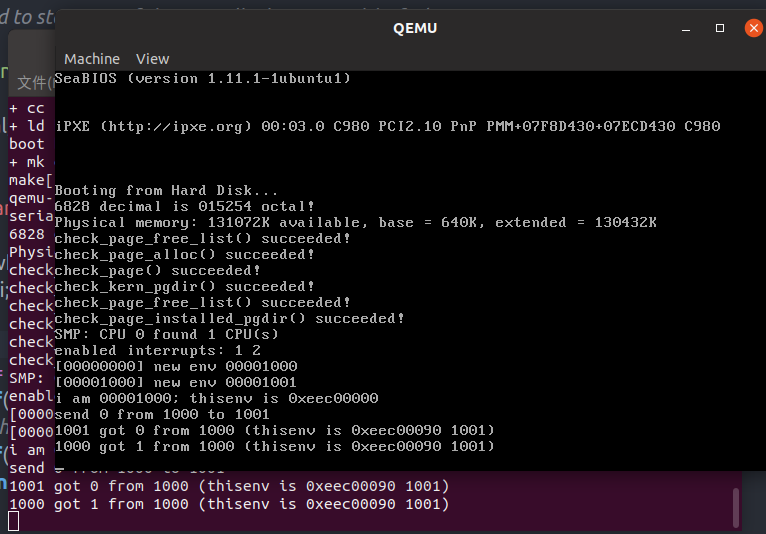 d to st
QEMU
Machine View
文件(
SeaBIOS (version 1.11.1-1ubuntu1)
iPXE (http://ipxe.org) 00:03.0 C980 PCI2.10 PnP PMM+07F8D430+07ECD430 C980
Booting from Hard Disk...
6828 decimal is 015254 octal!
Physical memory: 131072K available, base = 640K, extended = 130432K
check_page_free_list() succeeded!
check_page_alloc() succeeded!
check_page() succeeded!
check_kern_pgdir() succeeded!
check_page_free_list() succeeded!
check_page_installed_pgdir() succeeded!
SMP: CPU 0 found 1 CPU(s)
enabled interrupts: 1 2
[00000000] new env 00001000
[00001000] new env 00001001
i am 00001000; thisenv is 0xeec00000
send 0 from 1000 to 1001
1001 got 0 from 1000 (thisenv is 0xeec00090 1001)
1000 got 1 from 1000 (thisenv is 0xeec00090 1001)
+ cc
+ ld
boot
+ mk
make[
qemu-
seria
6828
Physi
check
check
check
check
check
check
SMP:
enabl
[0000
[0000
i am
send 0 from 1000 to 1001
1001 got 0 from 1000 (thisenv is 0xeec00090 1001)
1000 got 1 from 1000 (thisenv is 0xeec00090 1001)